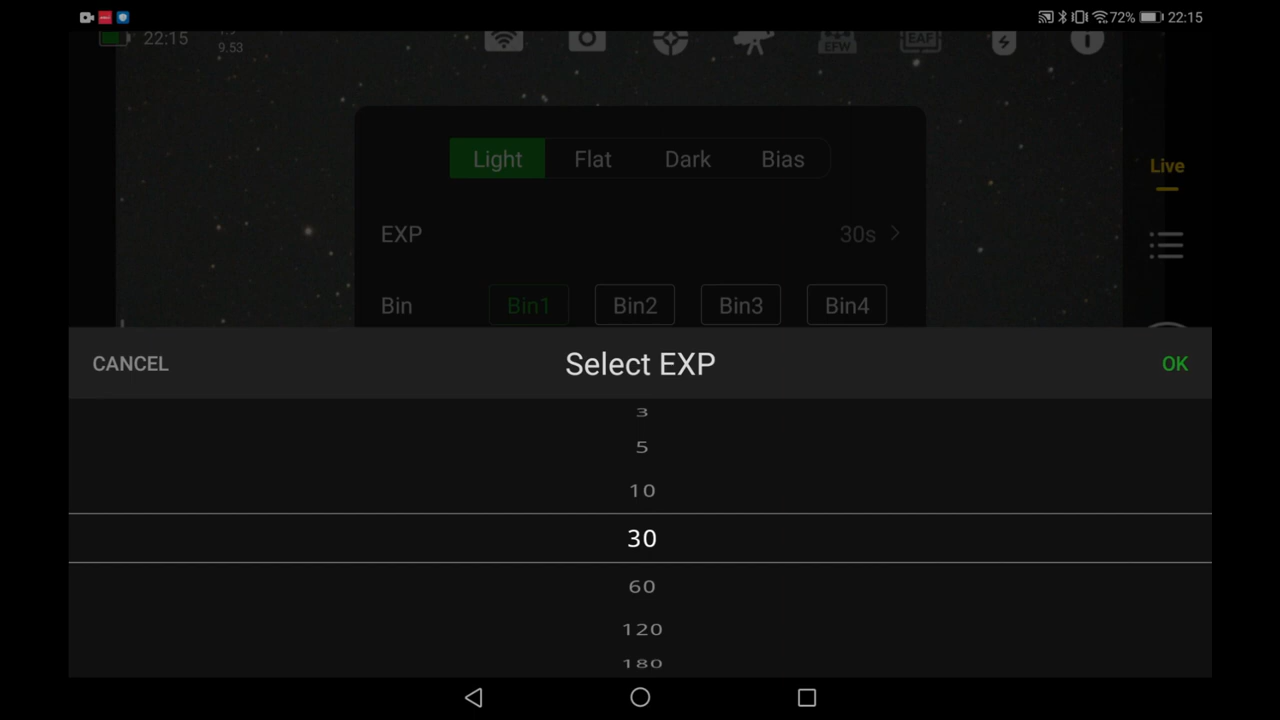 72% 22:15
22:15
9.53
EFW
EAF
Light Flat Dark Bias
Live
EXP 30s
Bin Bin1 Bin2 Bin3 Bin4
CANCEL Select EXP OK
3
5
10
30
60
120
180